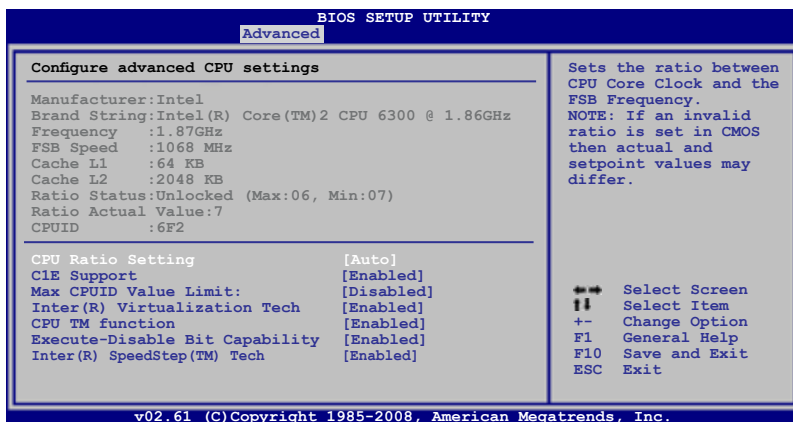 BIOS SETUP UTILITY
Advanced
Configure advanced CPU settings
Manufacturer:Intel
Brand String:Intel(R) Core(TM)2 CPU 6300 @ 1.86GHz
Frequency :1.87GHz
FSB Speed :1068 MHz
Cache L1 :64 KB
Cache L2 :2048 KB
Ratio Status:Unlocked (Max:06, Min:07)
Ratio Actual Value:7
CPUID :6F2
CPU Ratio Setting [Auto]
C1E Support [Enabled]
Max CPUID Value Limit: [Disabled]
Inter(R) Virtualization Tech [Enabled]
CPU TM function [Enabled]
Execute-Disable Bit Capability [Enabled]
Inter(R) SpeedStep(TM) Tech [Enabled]
Sets the ratio between
CPU Core Clock and the
FSB Frequency.
NOTE: If an invalid
ratio is set in CMOS
then actual and
setpoint values may
differ.
←→ Select Screen
↑↓ Select Item
+- Change Option
F1 General Help
F10 Save and Exit
ESC Exit
v02.61 (C)Copyright 1985-2008, American Megatrends, Inc.